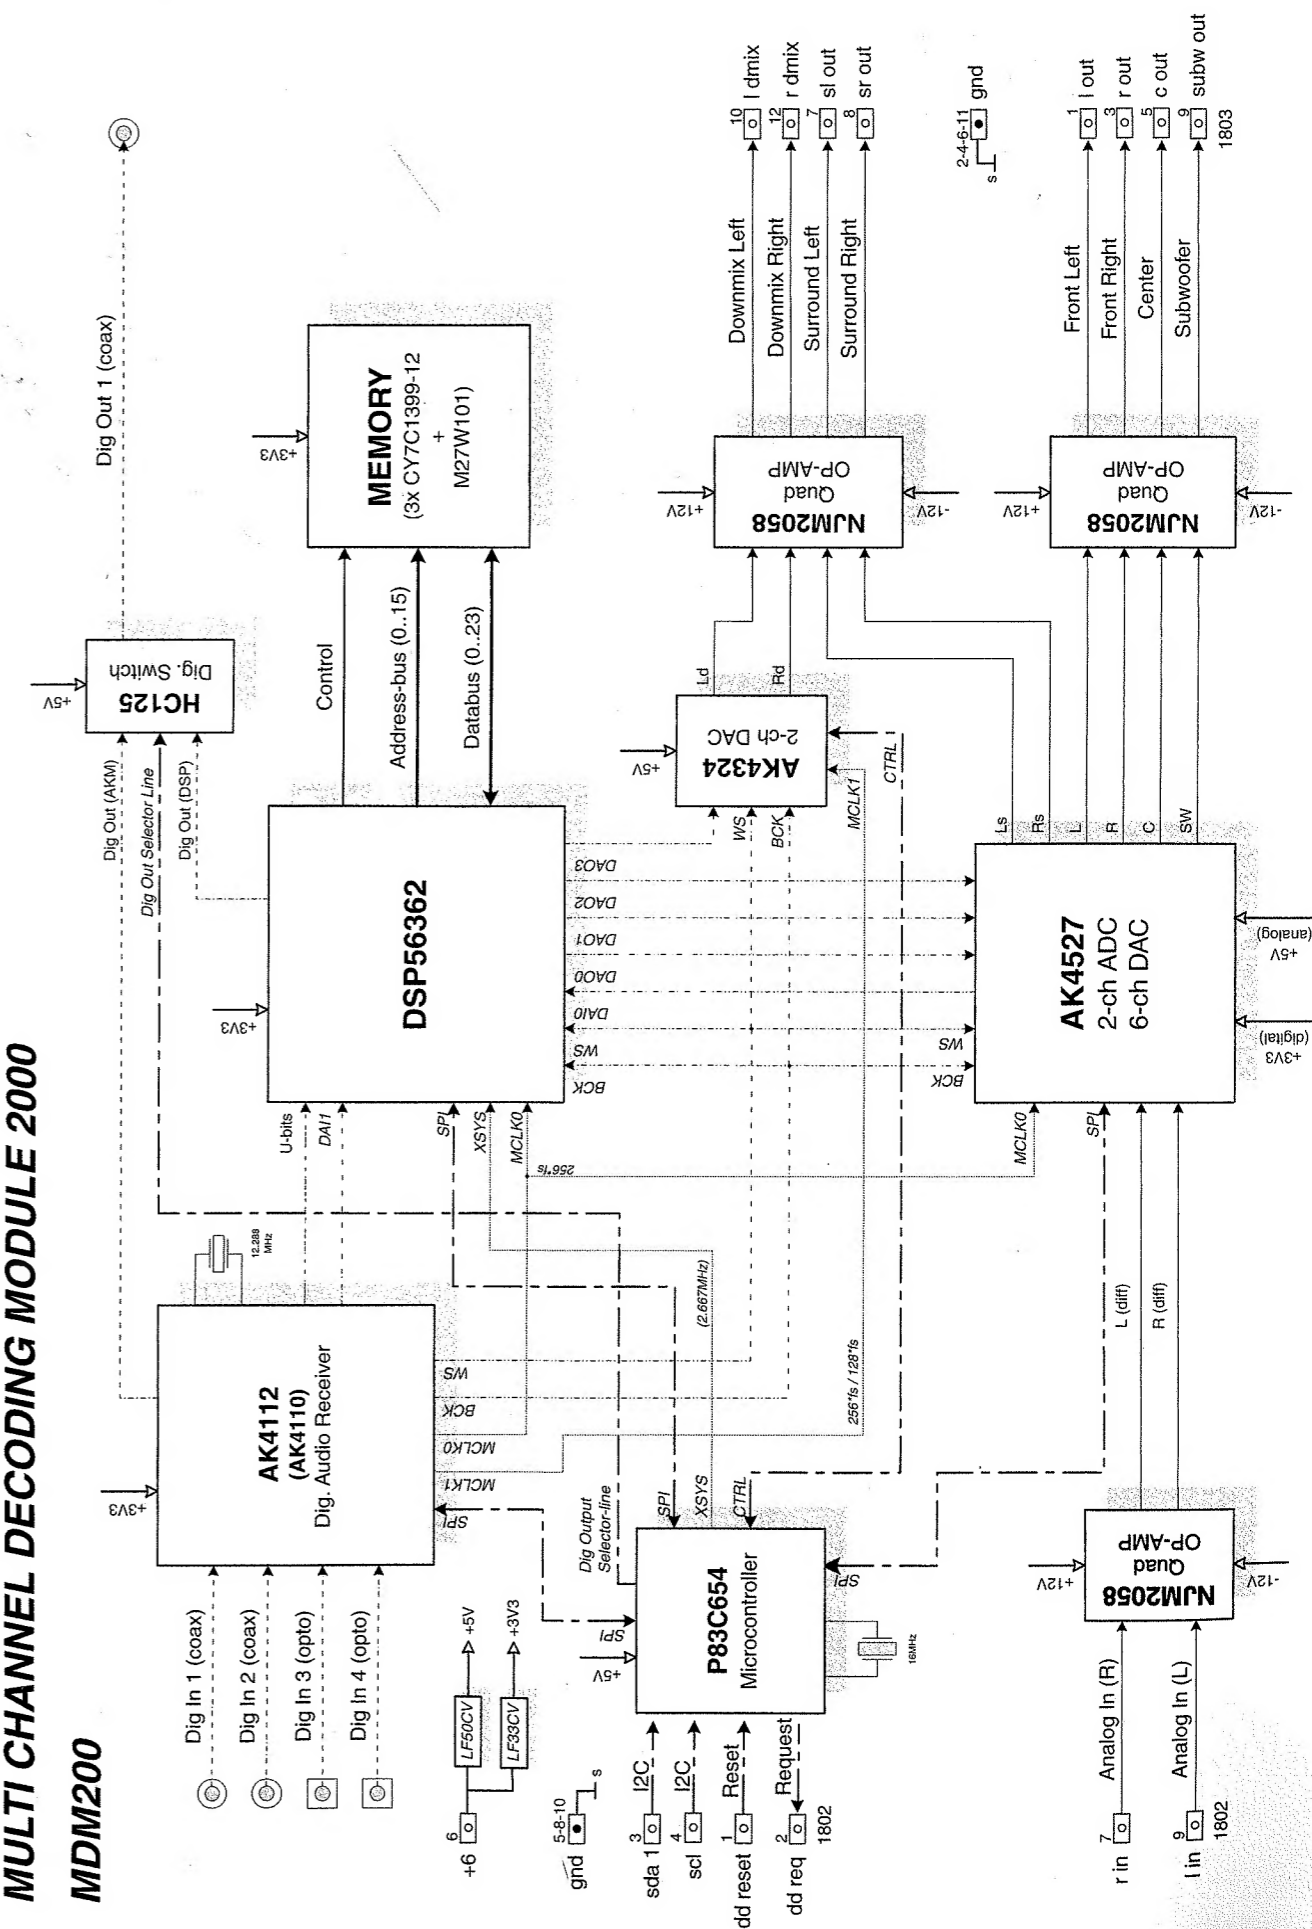 MULTI CHANNEL DECODING MODULE 2000
MDM200
Dig In 1 (coax)
Dig In 2 (coax)
Dig In 3 (opto)
Dig In 4 (opto)
+3V3
AK4112
(AK4110)
Dig. Audio Receiver
12.288
MHz
SPI
MCLK1
MCLK0
BCK
WS
U-bits
DAI1
SPI
XSYS
MCLK0
256*fs
+3V3
DSP56362
BCK
WS
DAI0
DAO0
DAO1
DAO2
DAO3
Dig Out (AKM)
Dig Out Selector Line
Dig Out (DSP)
+5V
HC125
Dig. Switch
Dig Out 1 (coax)
Control
Address-bus (0..15)
Databus (0..23)
+3V3
MEMORY
(3x CY7C1399-12
+
M27W101)
+6
6
LF50CV
+5V
LF33CV
+3V3
gnd
5-8-10
s
sda 1
3
I2C
scl
4
I2C
dd reset
1
Reset
dd req
2
Request
1802
+5V
SPI
Dig Output
Selector-line
P83C654
Microcontroller
16MHz
SPI
XSYS
CTRL
SPI
(2.667MHz)
256*fs / 128*fs
WS
BCK
MCLK1
CTRL
+5V
AK4324
2-ch DAC
Ld
Rd
+12V
NJM2058
Quad
OP-AMP
-12V
Downmix Left
10
l dmix
Downmix Right
12
r dmix
Surround Left
7
sl out
Surround Right
8
sr out
2-4-6-11
gnd
s
r in
7
Analog In (R)
l in
9
Analog In (L)
1802
+12V
NJM2058
Quad
OP-AMP
-12V
L (diff)
R (diff)
MCLK0
SPI
BCK
WS
AK4527
2-ch ADC
6-ch DAC
+3V3
(digital)
+5V
(analog)
Ls
Rs
L
R
C
SW
+12V
NJM2058
Quad
OP-AMP
-12V
Front Left
1
l out
Front Right
3
r out
Center
5
c out
Subwoofer
9
subw out
1803